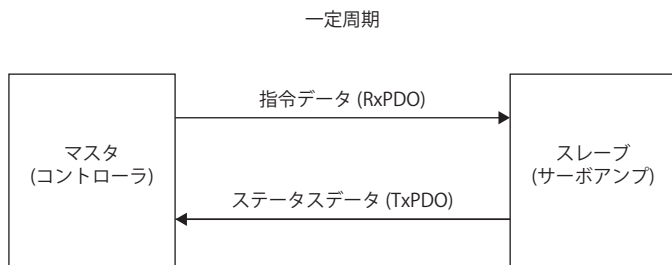 一定周期
指令データ (RxPDO)
マスタ
(コントローラ)
スレーブ
(サーボアンプ)
ステータスデータ (TxPDO)